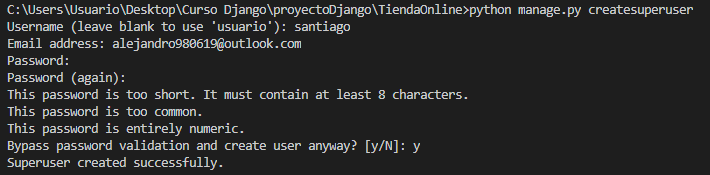 C:\Users\Usuario\Desktop\Curso Django\proyectoDjango\TiendaOnline>python manage.py createsuperuser
Username (leave blank to use 'usuario'): santiago
Email address: alejandro980619@outlook.com
Password:
Password (again):
This password is too short. It must contain at least 8 characters.
This password is too common.
This password is entirely numeric.
Bypass password validation and create user anyway? [y/N]: y
Superuser created successfully.